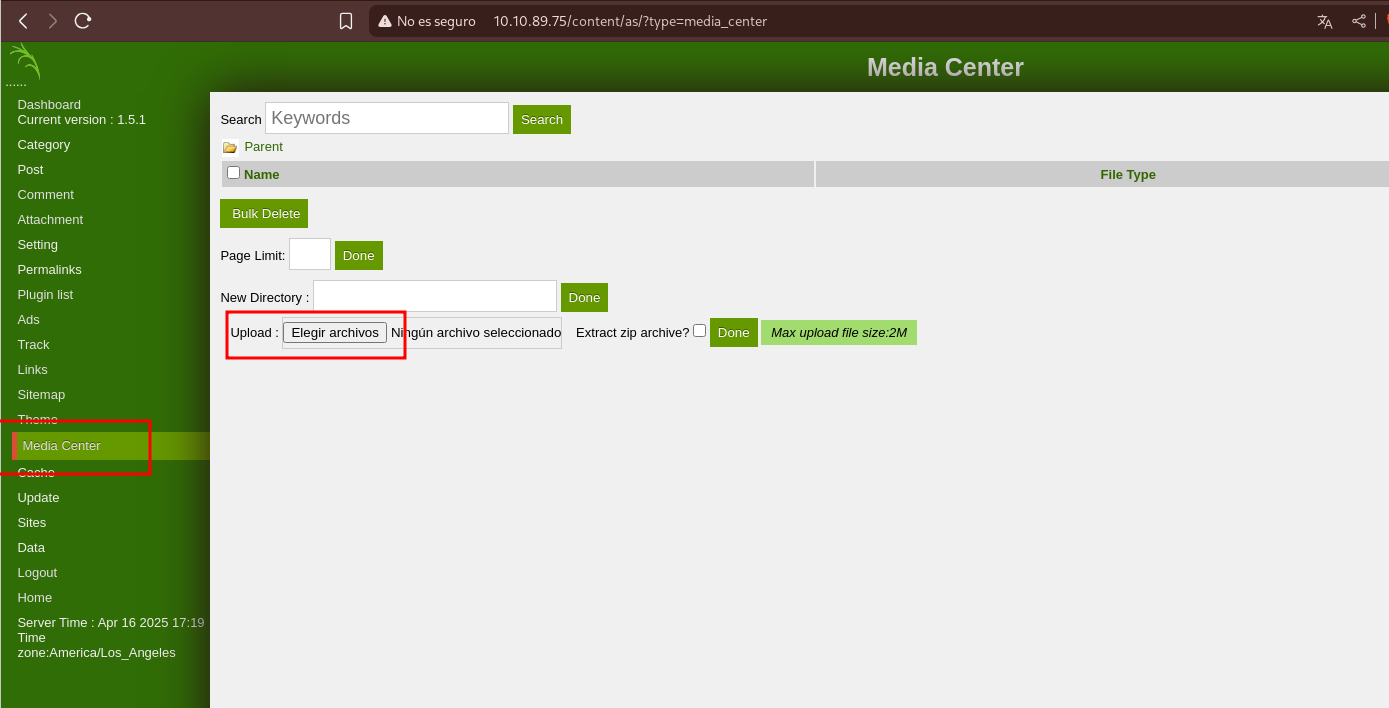 No es seguro 10.10.89.75/content/as/?type=media_center
......
Media Center
Dashboard
Current version : 1.5.1
Category
Post
Comment
Attachment
Setting
Permalinks
Plugin list
Ads
Track
Links
Sitemap
Theme
Media Center
Cache
Update
Sites
Data
Logout
Home
Server Time : Apr 16 2025 17:19
Time
zone:America/Los_Angeles
Search Keywords Search
Parent
Name File Type
Bulk Delete
Page Limit: Done
New Directory : Done
Upload : Elegir archivos Ningún archivo seleccionado Extract zip archive? Done Max upload file size:2M